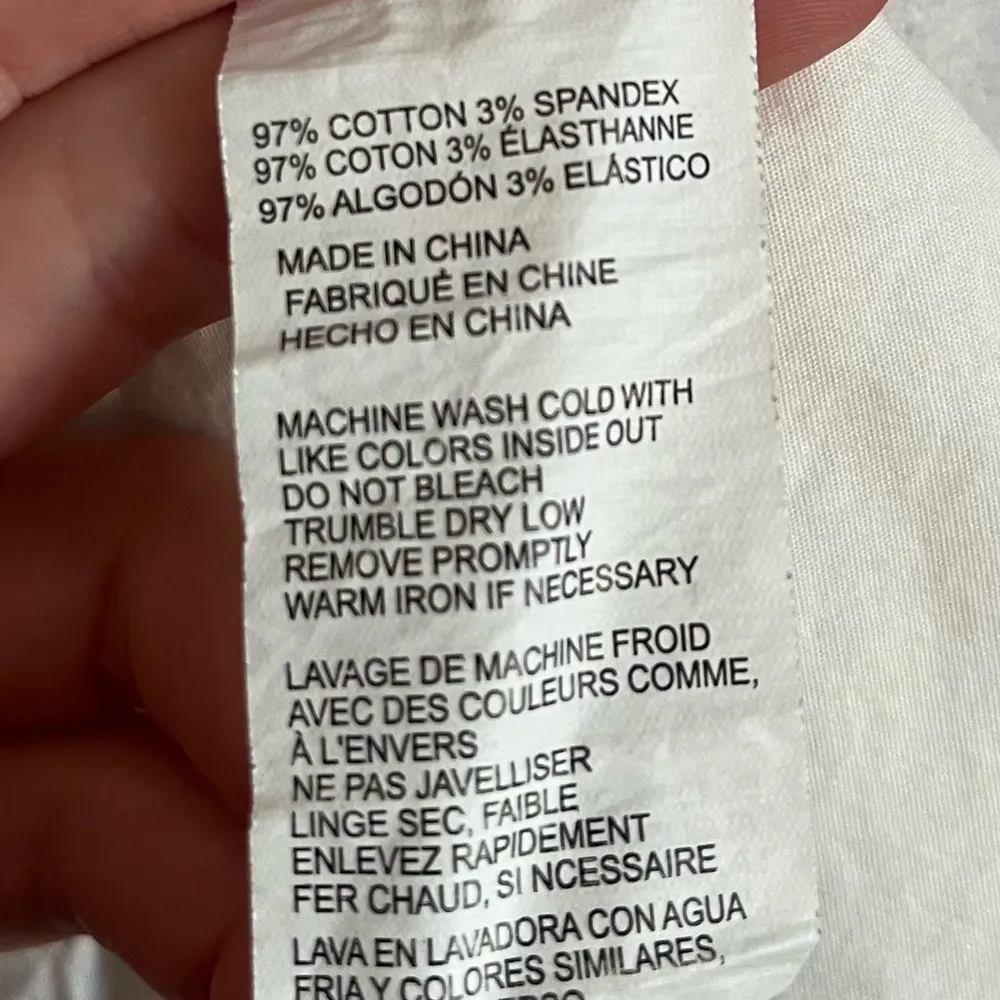 97% COTTON 3% SPANDEX
97% COTON 3% ÉLASTHANNE
97% ALGODÓN 3% ELÁSTICO
MADE IN CHINA
FABRIQUÉ EN CHINE
HECHO EN CHINA
MACHINE WASH COLD WITH
LIKE COLORS INSIDE OUT
DO NOT BLEACH
TRUMBLE DRY LOW
REMOVE PROMPTLY
WARM IRON IF NECESSARY
LAVAGE DE MACHINE FROID
AVEC DES COULEURS COMME,
À L'ENVERS
NE PAS JAVELLISER
LINGE SEC, FAIBLE
ENLEVEZ RAPIDEMENT
FER CHAUD, SI NCESSAIRE
LAVA EN LAVADORA CON AGUA
FRIA Y COLORES SIMILARES,